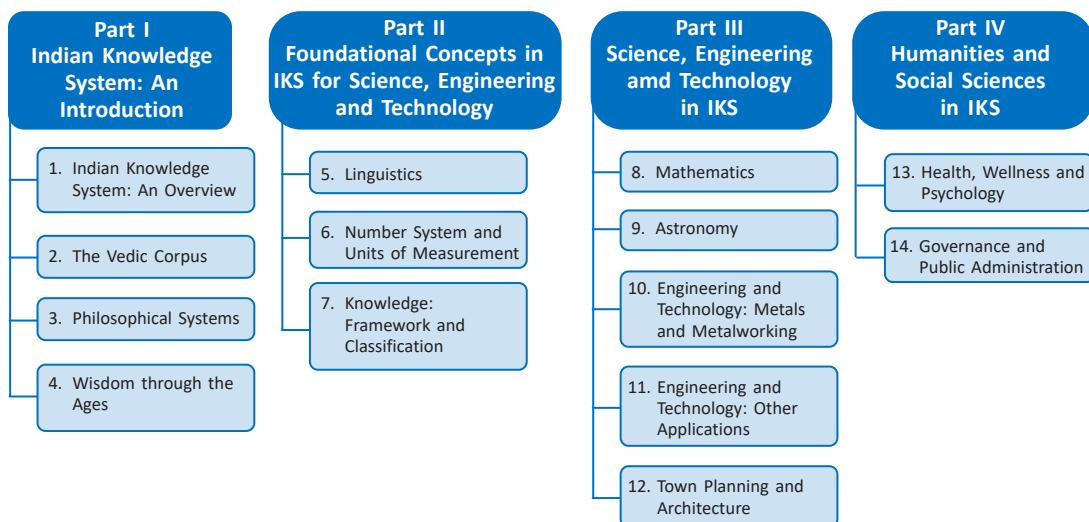 Part I
Indian Knowledge
System: An
Introduction
1. Indian Knowledge
System: An Overview
2. The Vedic Corpus
3. Philosophical Systems
4. Wisdom through the
Ages
Part II
Foundational Concepts in
IKS for Science, Engineering
and Technology
5. Linguistics
6. Number System and
Units of Measurement
7. Knowledge:
Framework and
Classification
Part III
Science, Engineering
amd Technology
in IKS
8. Mathematics
9. Astronomy
10. Engineering and
Technology: Metals
and Metalworking
11. Engineering and
Technology: Other
Applications
12. Town Planning and
Architecture
Part IV
Humanities and
Social Sciences
in IKS
13. Health, Wellness and
Psychology
14. Governance and
Public Administration